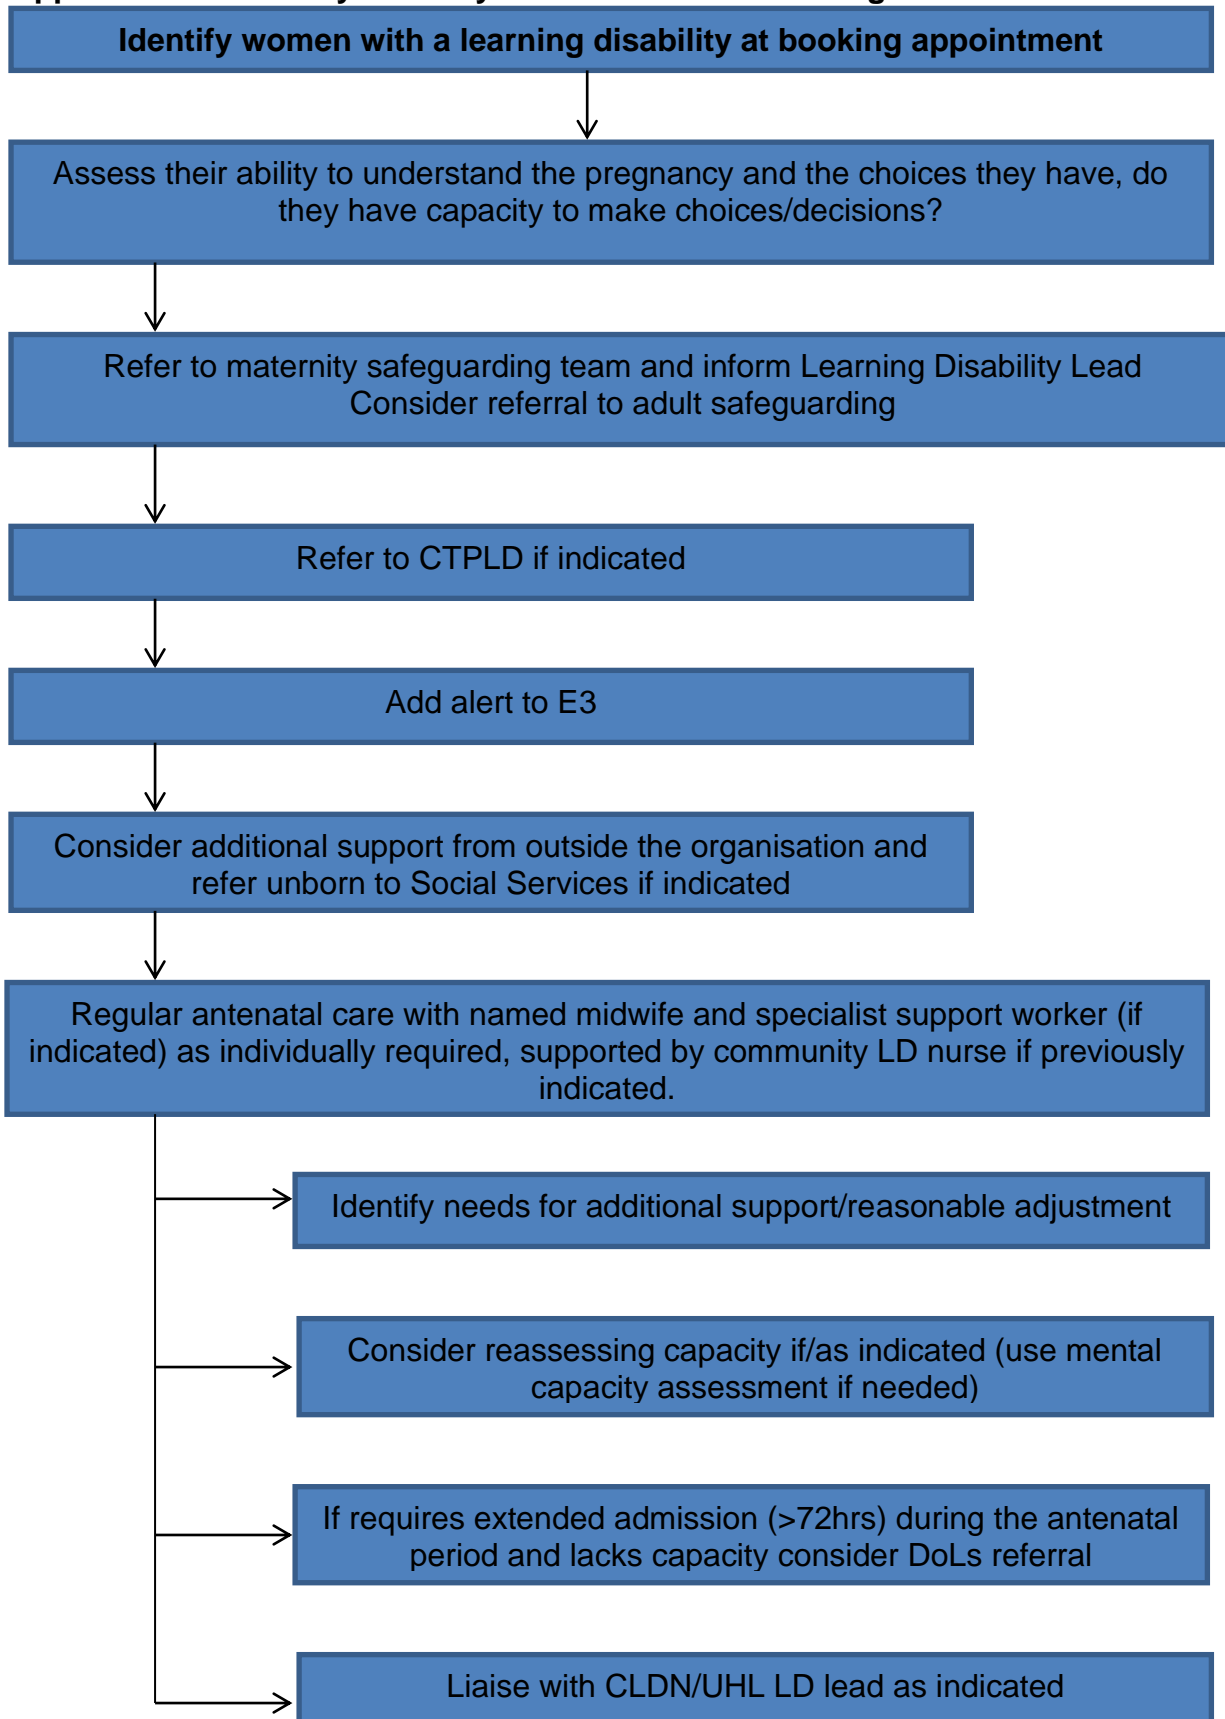 Identify women with a learning disability at booking appointment
Assess their ability to understand the pregnancy and the choices they have, do
they have capacity to make choices/decisions?
Refer to maternity safeguarding team and inform Learning Disability Lead
Consider referral to adult safeguarding
Refer to CTPLD if indicated
Add alert to E3
Consider additional support from outside the organisation and
refer unborn to Social Services if indicated
Regular antenatal care with named midwife and specialist support worker (if
indicated) as individually required, supported by community LD nurse if previously
indicated.
Identify needs for additional support/reasonable adjustment
Consider reassessing capacity if/as indicated (use mental
capacity assessment if needed)
If requires extended admission (>72hrs) during the antenatal
period and lacks capacity consider DoLs referral
Liaise with CLDN/UHL LD lead as indicated